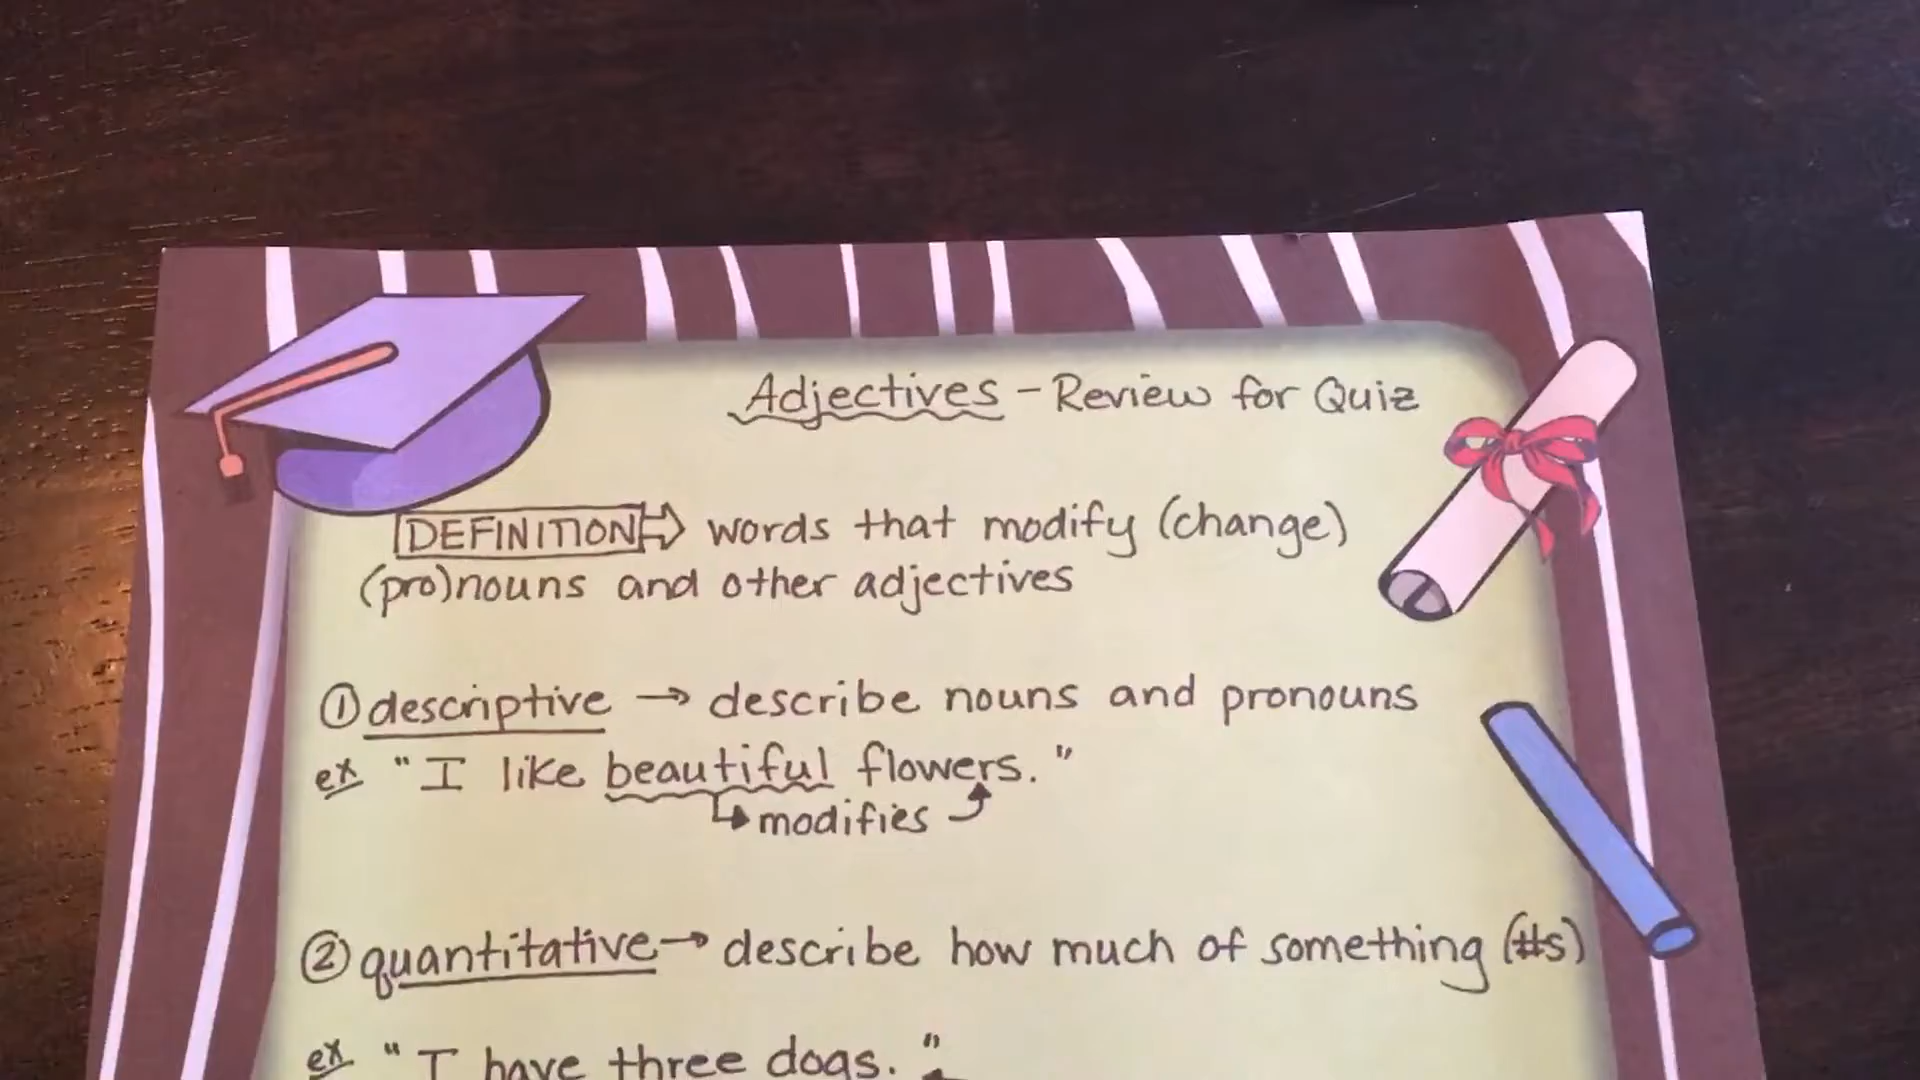 Adjectives - Review for Quiz
DEFINITION ⇒ words that modify (change)
(pro)nouns and other adjectives
① descriptive → describe nouns and pronouns
ex "I like beautiful flowers."
↳ modifies ⤴
② quantitative → describe how much of something (#s)
ex "I have three dogs."